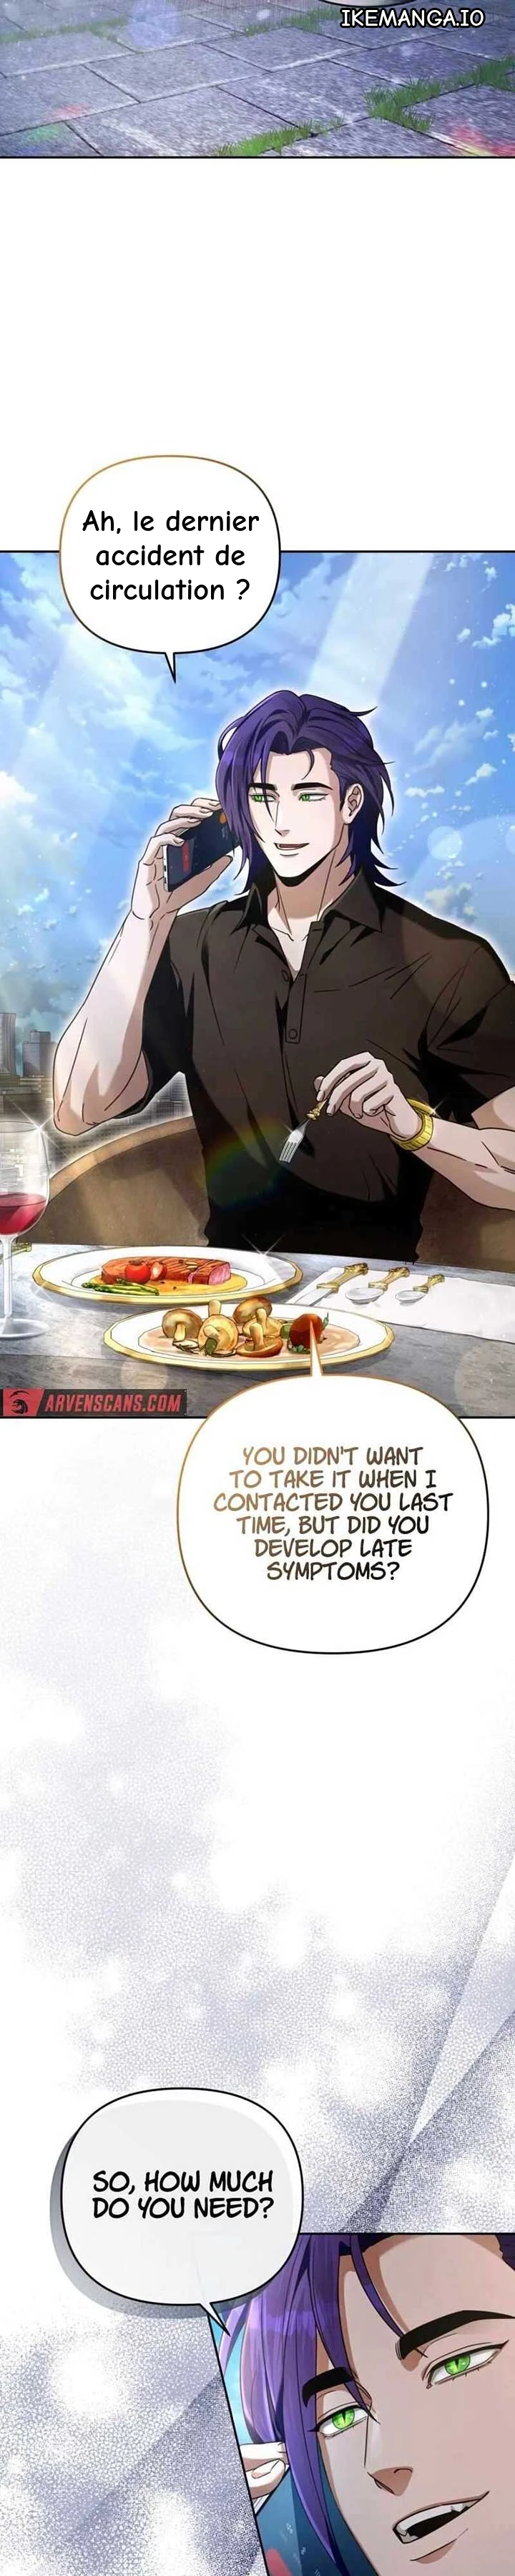 IKEMANGA.IO
Ah, le dernier
accident de
circulation ?
ARVENSCANS.COM
YOU DIDN'T WANT
TO TAKE IT WHEN I
CONTACTED YOU LAST
TIME, BUT DID YOU
DEVELOP LATE
SYMPTOMS?
SO, HOW MUCH
DO YOU NEED?